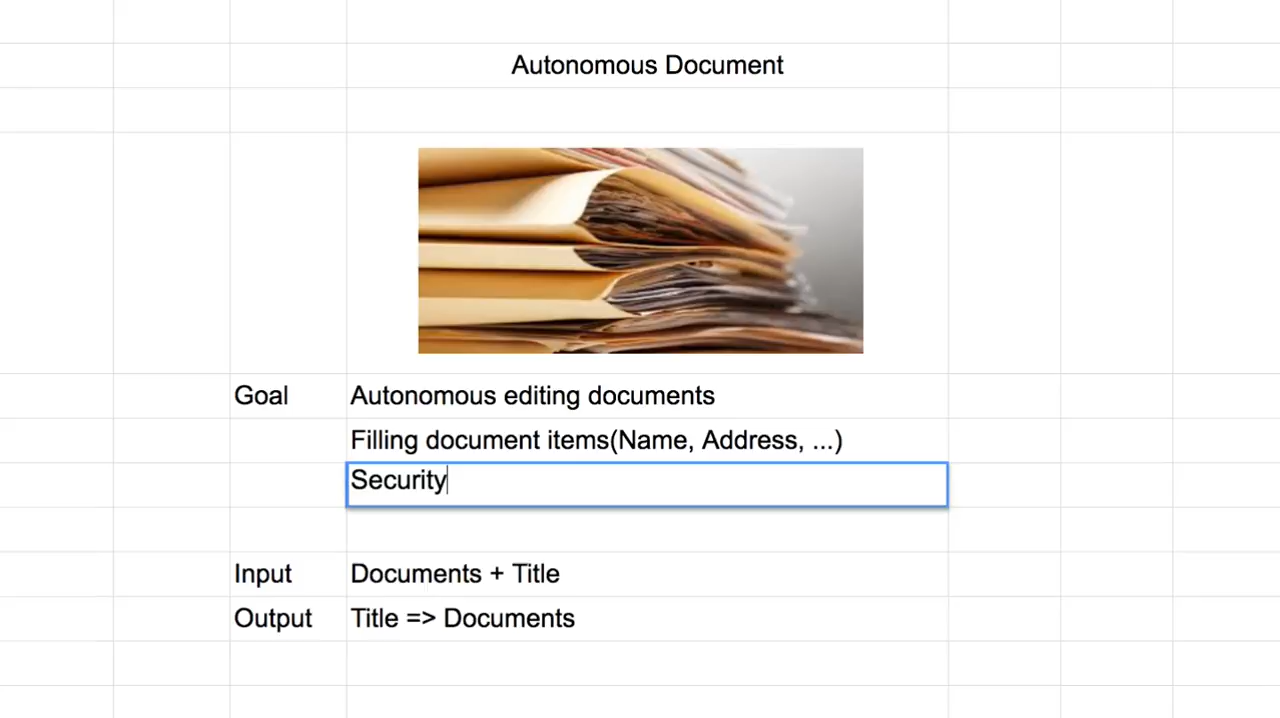 Autonomous Document
Goal Autonomous editing documents
Filling document items(Name, Address, ...)
Security
Input Documents + Title
Output Title => Documents